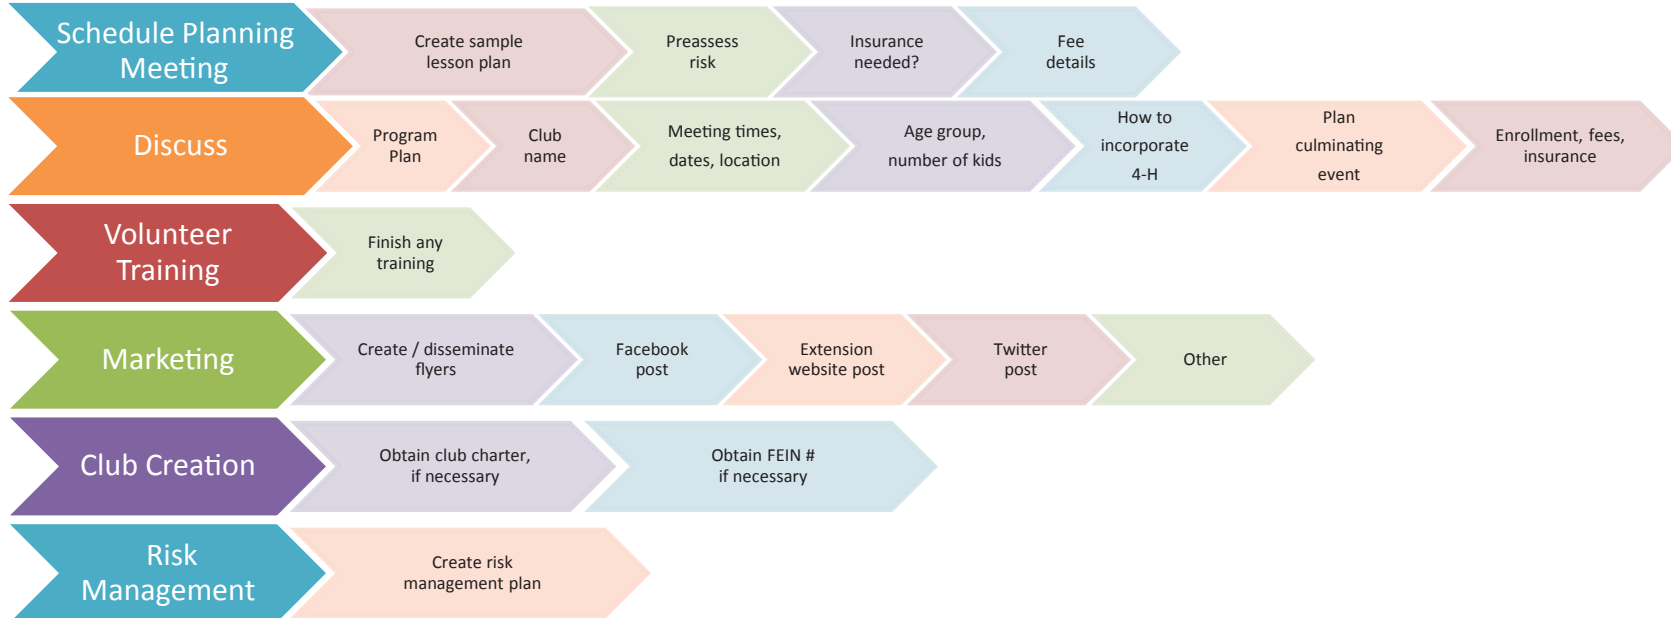 Schedule Planning
Meeting
Create sample
lesson plan
Preassess
risk
Insurance
needed?
Fee
details
Discuss
Program
Plan
Club
name
Meeting times,
dates, location
Age group,
number of kids
How to
incorporate
4-H
Plan
culminating
event
Enrollment, fees,
insurance
Volunteer
Training
Finish any
training
Marketing
Create / disseminate
flyers
Facebook
post
Extension
website post
Twitter
post
Other
Club Creation
Obtain club charter,
if necessary
Obtain FEIN #
if necessary
Risk
Management
Create risk
management plan